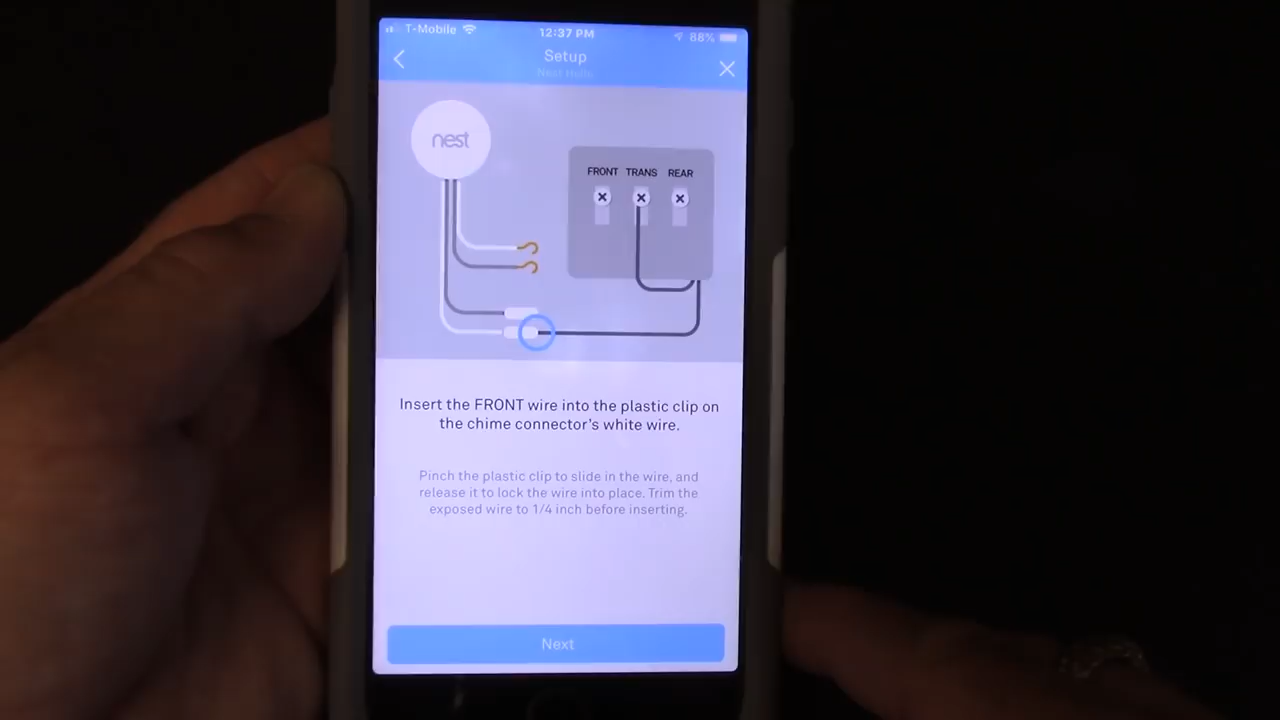 T-Mobile 12:37 PM 88%
Setup
Nest Hello
nest
FRONT TRANS REAR
Insert the FRONT wire into the plastic clip on
the chime connector's white wire.
Pinch the plastic clip to slide in the wire, and
release it to lock the wire into place. Trim the
exposed wire to 1/4 inch before inserting.
Next